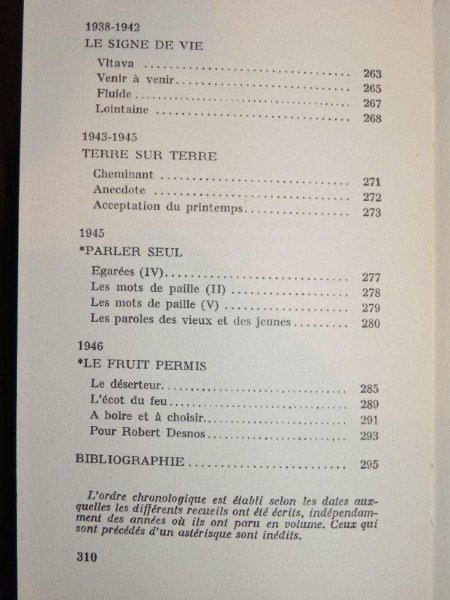 1938-1942
LE SIGNE DE VIE
Vltava ........ 263
Venir à venir ........ 265
Fluide ........ 267
Lointaine ........ 268
1943-1945
TERRE SUR TERRE
Cheminant ........ 271
Anecdote ........ 272
Acceptation du printemps ........ 273
1945
*PARLER SEUL
Egarées (IV) ........ 277
Les mots de paille (II) ........ 278
Les mots de paille (V) ........ 279
Les paroles des vieux et des jeunes ........ 280
1946
*LE FRUIT PERMIS
Le déserteur ........ 285
L'écot du feu ........ 289
A boire et à choisir ........ 291
Pour Robert Desnos ........ 293
BIBLIOGRAPHIE ........ 295
L'ordre chronologique est établi selon les dates aux-
quelles les différents recueils ont été écrits, indépendam-
ment des années où ils ont paru en volume. Ceux qui
sont précédés d'un astérisque sont inédits.
310